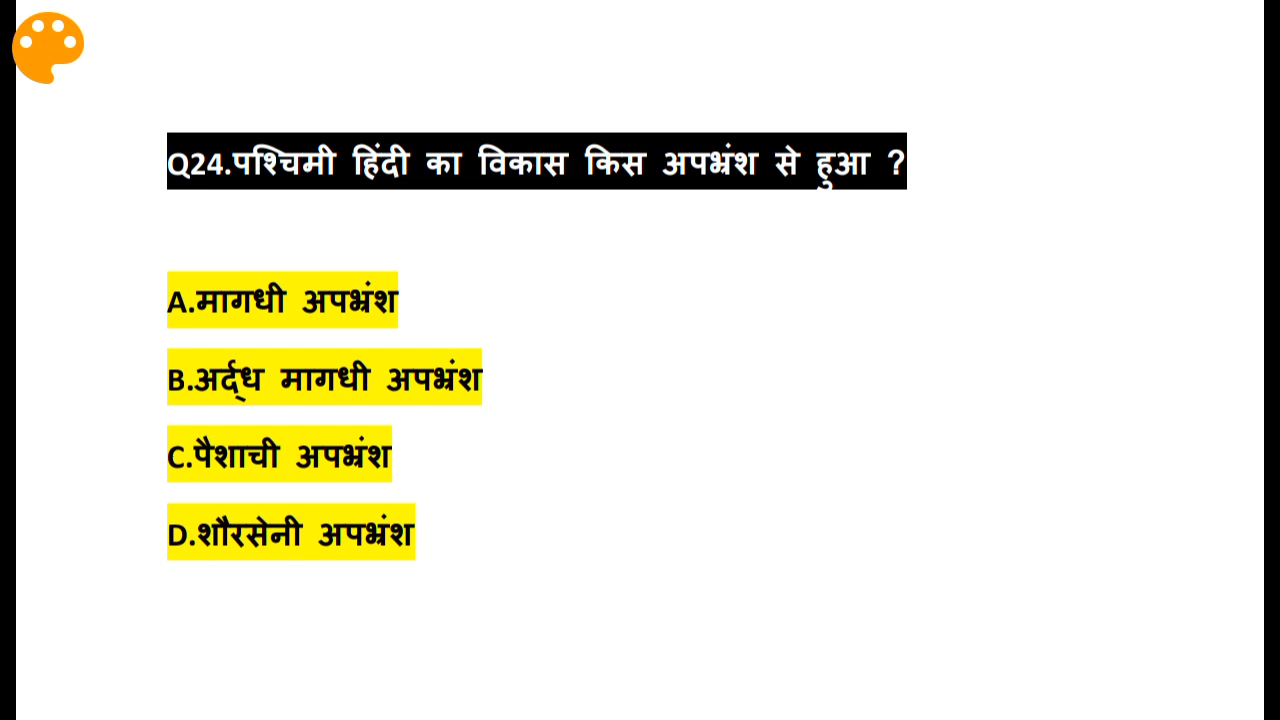 Q24.पश्चिमी हिंदी का विकास किस अपभ्रंश से हुआ ?
A.मागधी अपभ्रंश
B.अर्द्ध मागधी अपभ्रंश
C.पैशाची अपभ्रंश
D.शौरसेनी अपभ्रंश